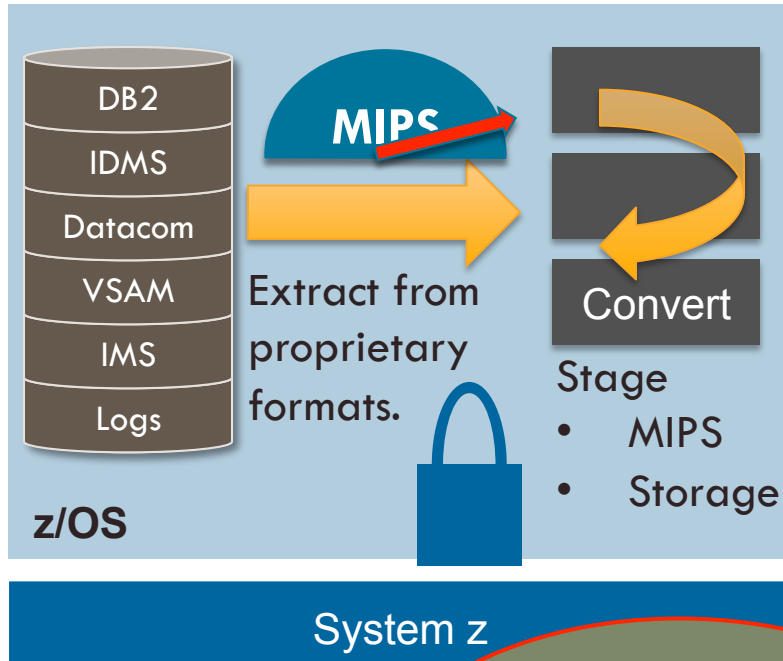 DB2
IDMS
Datacom
VSAM
IMS
Logs
z/OS
MIPS
Extract from
proprietary
formats.
Convert
Stage
• MIPS
• Storage
System z